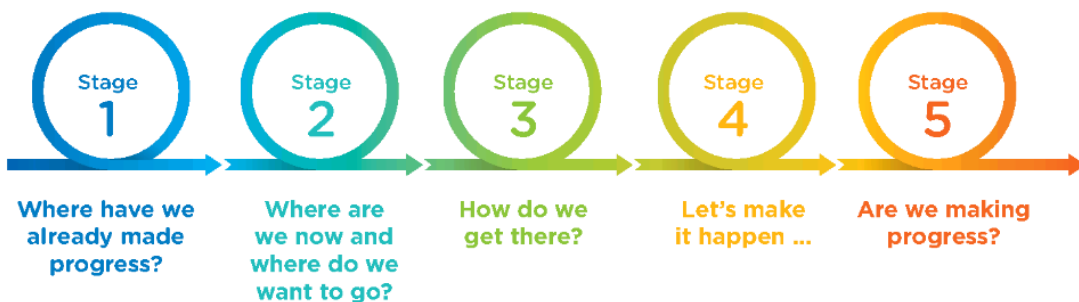 Stage
1
Stage
2
Stage
3
Stage
4
Stage
5
Where have we
already made
progress?
Where are
we now and
where do we
want to go?
How do we
get there?
Let's make
it happen ...
Are we making
progress?